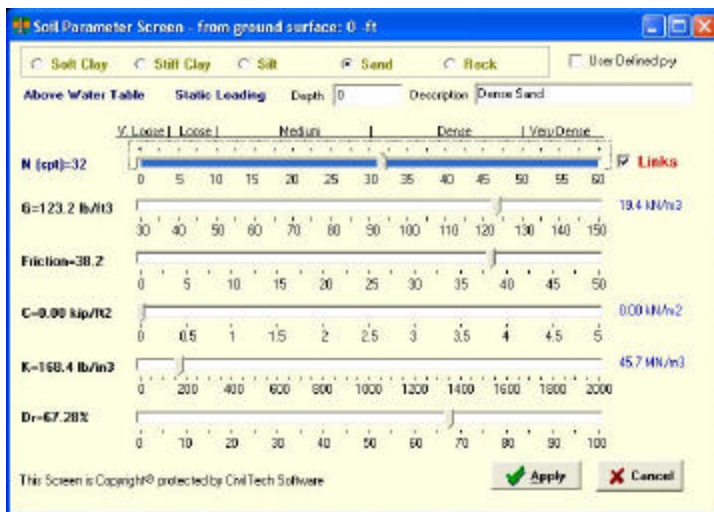 Soil Parameter Screen - from ground surface: 0 -ft
Soft Clay Stiff Clay Silt Sand Rock User Defined py
Above Water Table Static Loading Depth 0 Description Dense Sand
V. Loose Loose Medium Dense Very Dense
N (spt)=32 Links
0 5 10 15 20 25 30 35 40 45 50 55 60
G=123.2 lb/ft3 19.4 kN/m3
30 40 50 60 70 80 90 100 110 120 130 140 150
Friction=38.2
0 5 10 15 20 25 30 35 40 45 50
C=0.00 kip/ft2 0.00 kN/m2
0 0.5 1 1.5 2 2.5 3 3.5 4 4.5 5
K=168.4 lb/in3 45.7 MN/m3
0 200 400 600 800 1000 1200 1400 1600 1800 2000
Dr=67.28%
0 10 20 30 40 50 60 70 80 90 100
This Screen is Copyright© protected by CivilTech Software Apply Cancel